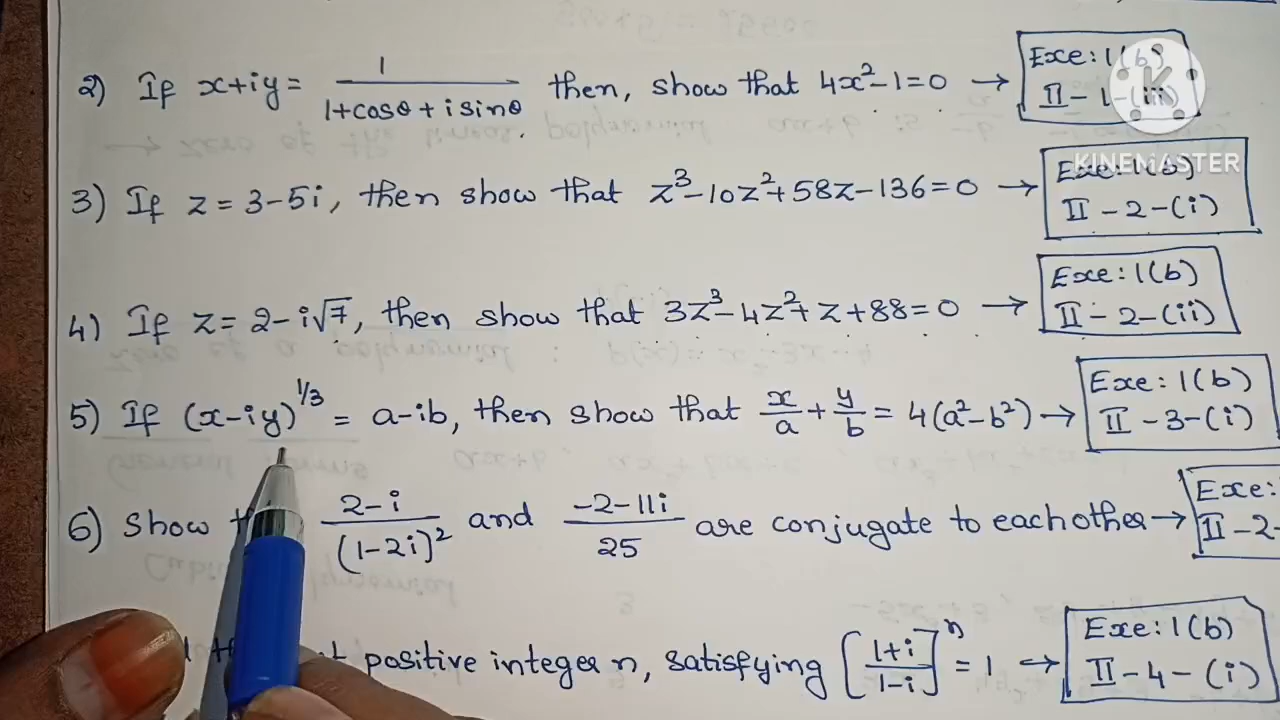 2) If x+iy = 1/(1+cosθ+i sinθ) then, show that 4x²-1=0 → Exe: 1(b) II-1-(ii)
KINEMASTER
3) If z = 3-5i, then show that z³-10z²+58z-136=0 → Exe: 1(b) II-2-(i)
4) If z = 2-i√7, then show that 3z³-4z²+z+88=0 → Exe: 1(b) II-2-(ii)
5) If (x-iy)^1/3 = a-ib, then show that x/a + y/b = 4(a²-b²) → Exe: 1(b) II-3-(i)
6) Show (2-i)/(1-2i)² and (-2-11i)/25 are conjugate to each other → Exe: II-2-
positive integer n, satisfying [(1+i)/(1-i)]^n = 1 → Exe: 1(b) II-4-(i)